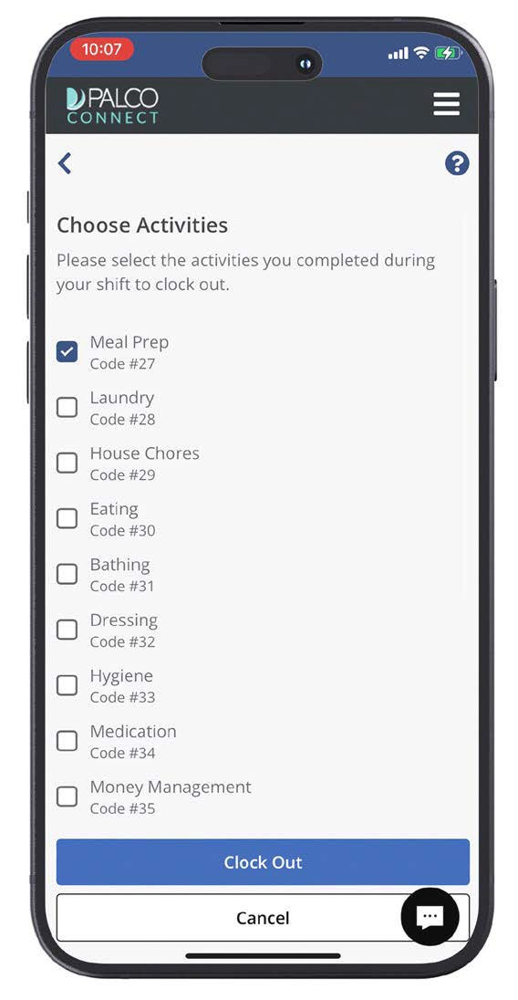 10:07
PALCO
CONNECT
?
Choose Activities
Please select the activities you completed during
your shift to clock out.
Meal Prep
Code #27
Laundry
Code #28
House Chores
Code #29
Eating
Code #30
Bathing
Code #31
Dressing
Code #32
Hygiene
Code #33
Medication
Code #34
Money Management
Code #35
Clock Out
Cancel